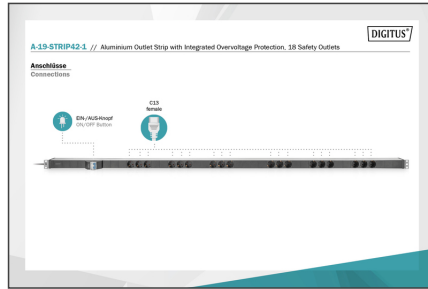 DIGITUS®
A-19-STRIP42-1 // Aluminium Outlet Strip with Integrated Overvoltage Protection, 18 Safety Outlets
Anschlüsse
Connections
C13
female
EIN-/AUS-Knopf
ON/OFF Button